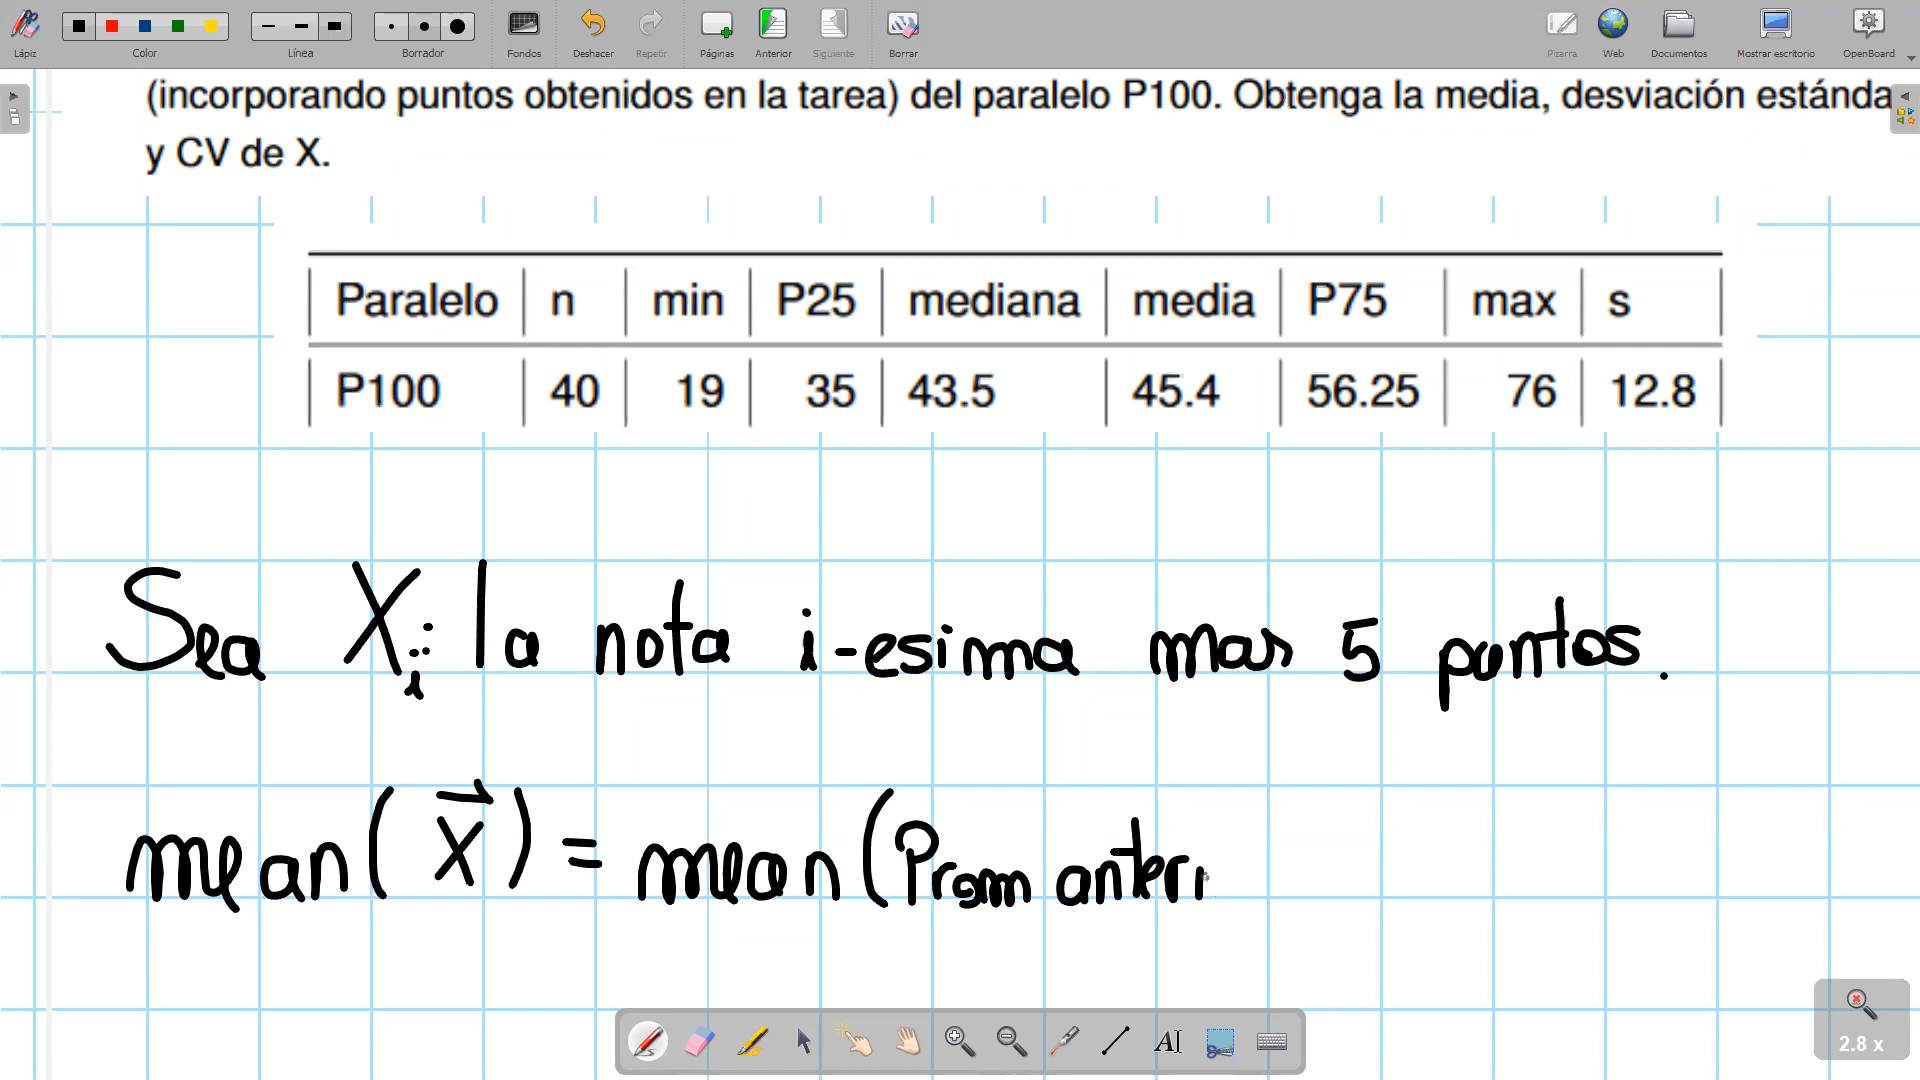 Lápiz Color Línea Borrador Fondos Deshacer Repetir Páginas Anterior Siguiente Borrar Pizarra Web Documentos Mostrar escritorio OpenBoard
(incorporando puntos obtenidos en la tarea) del paralelo P100. Obtenga la media, desviación estánda
y CV de X.
Paralelo n min P25 mediana media P75 max s
P100 40 19 35 43.5 45.4 56.25 76 12.8
Sea Xi: la nota i-esima mas 5 puntos.
mean(x⃗) = mean(Prom anteri
2.8 x